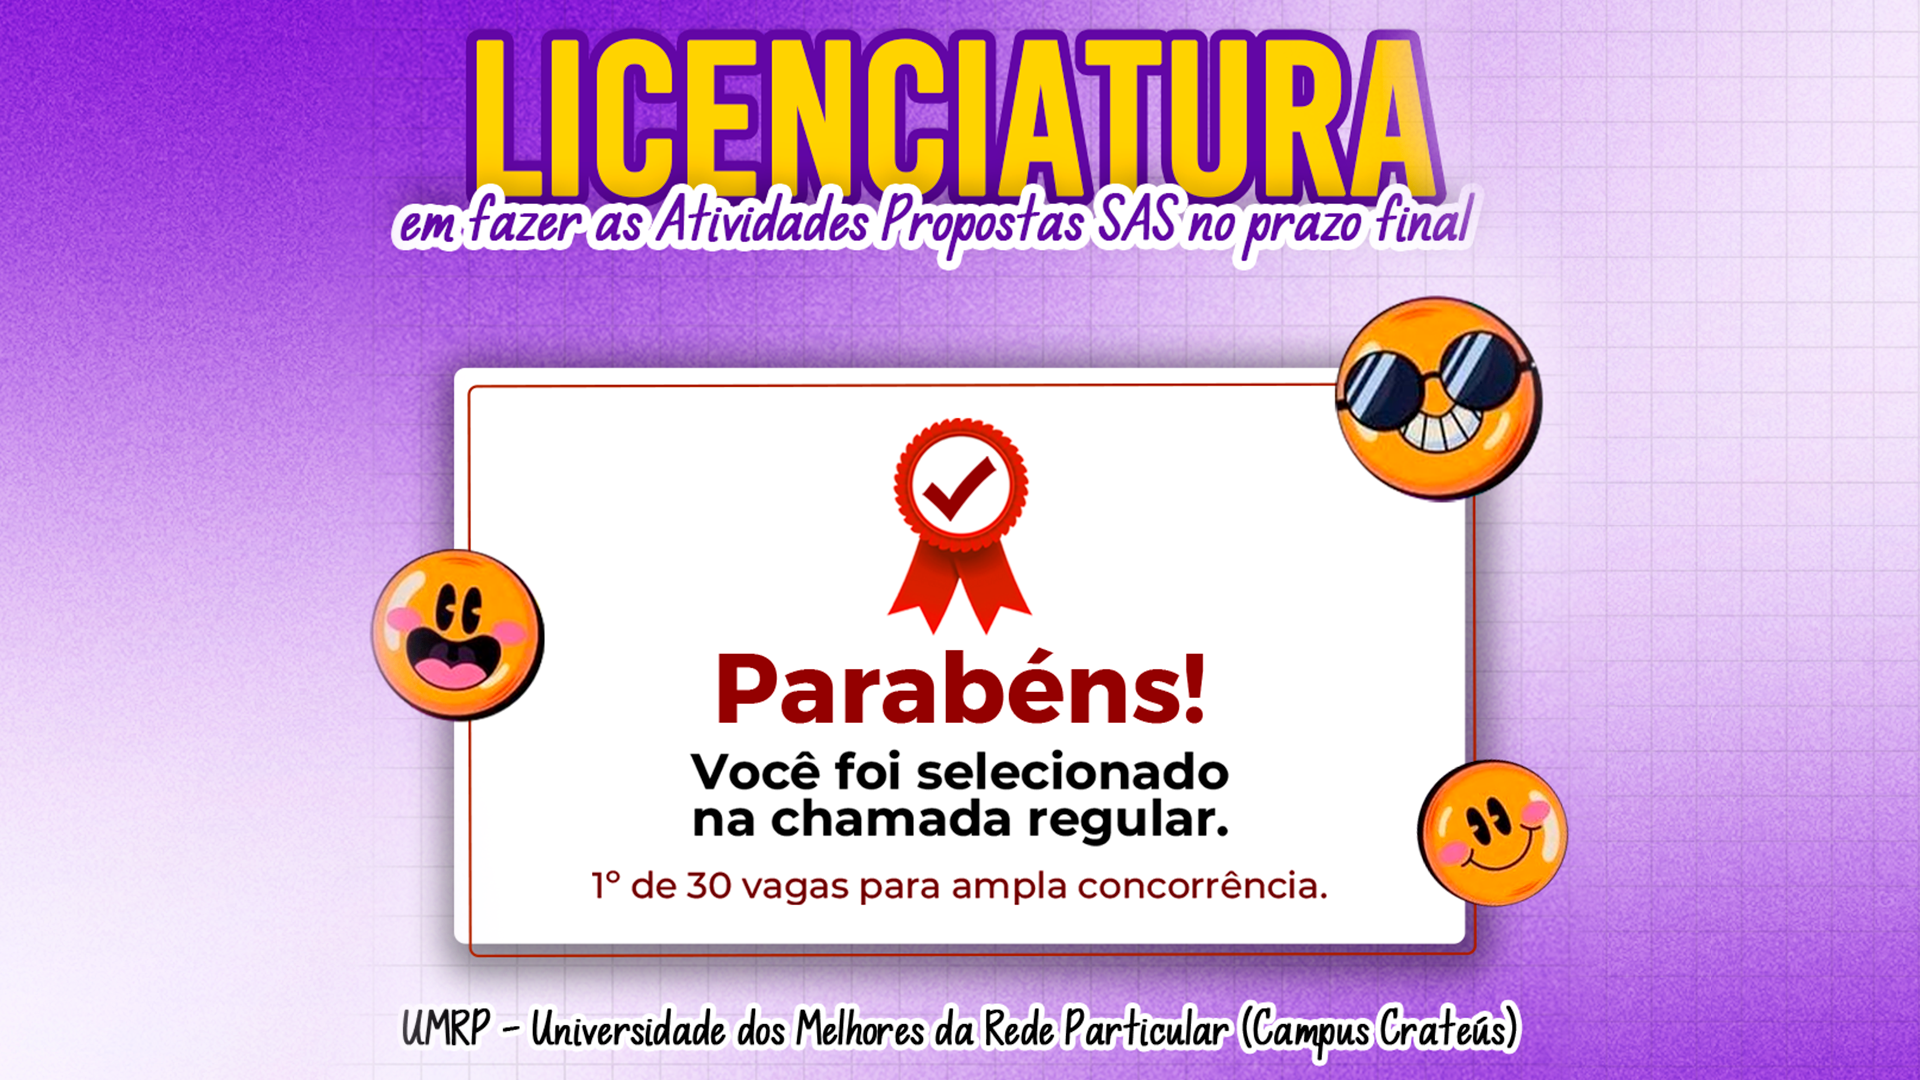 LICENCIATURA
em fazer as Atividades Propostas SAS no prazo final
Parabéns!
Você foi selecionado
na chamada regular.
1º de 30 vagas para ampla concorrência.
UMRP - Universidade dos Melhores da Rede Particular (Campus Crateús)